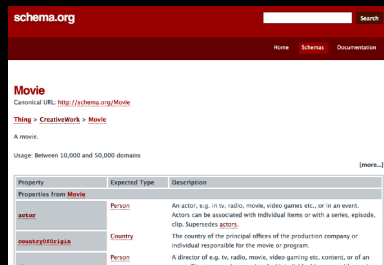 schema.org
Search
Home Schemas Documentation
Movie
Canonical URL: http://schema.org/Movie
Thing > CreativeWork > Movie
A movie.
Usage: Between 10,000 and 50,000 domains
[more...]
Property Expected Type Description
Properties from Movie
actor Person An actor, e.g. in tv, radio, movie, video games etc., or in an event.
Actors can be associated with individual items or with a series, episode,
clip. Supersedes actors.
countryOfOrigin Country The country of the principal offices of the production company or
individual responsible for the movie or program.
Person A director of e.g. tv, radio, movie, video gaming etc. content, or of an